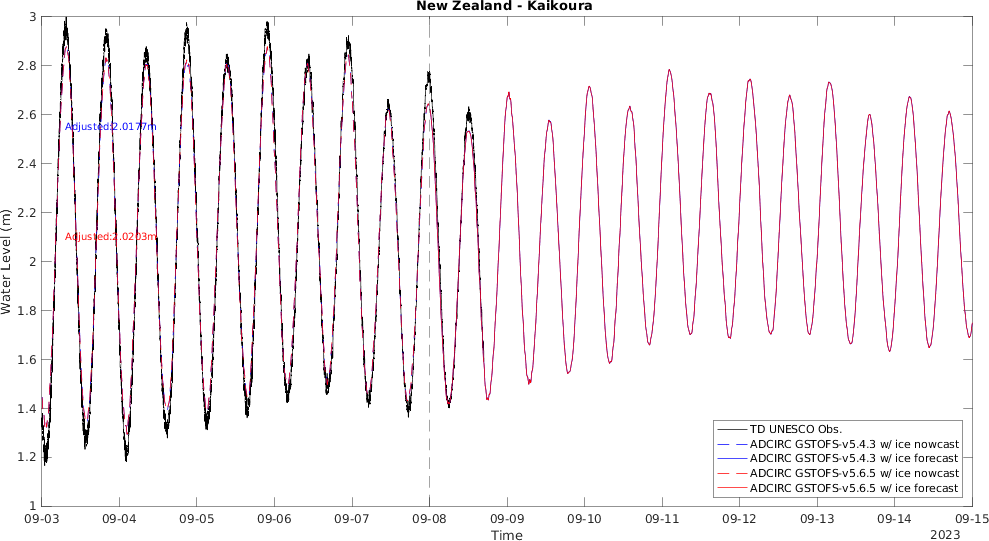 New Zealand - Kaikoura
3
2.8
2.6
2.4
2.2
2
1.8
1.6
1.4
1.2
1
Water Level (m)
Adjusted:2.0177m
Adjusted:2.0203m
TD UNESCO Obs.
ADCIRC GSTOFS-v5.4.3 w/ ice nowcast
ADCIRC GSTOFS-v5.4.3 w/ ice forecast
ADCIRC GSTOFS-v5.6.5 w/ ice nowcast
ADCIRC GSTOFS-v5.6.5 w/ ice forecast
09-03 09-04 09-05 09-06 09-07 09-08 09-09 09-10 09-11 09-12 09-13 09-14 09-15
Time
2023